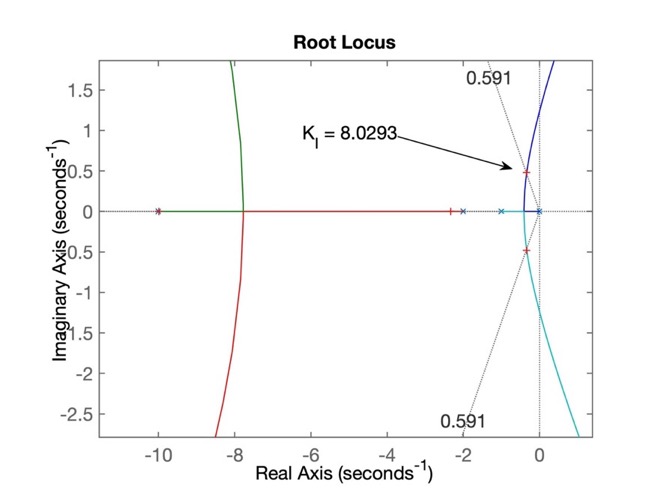 Root Locus
0.591
1.5
1
0.5
0
-0.5
-1
-1.5
-2
-2.5
K_I = 8.0293
0.591
-10 -8 -6 -4 -2 0
Real Axis (seconds^-1)
Imaginary Axis (seconds^-1)